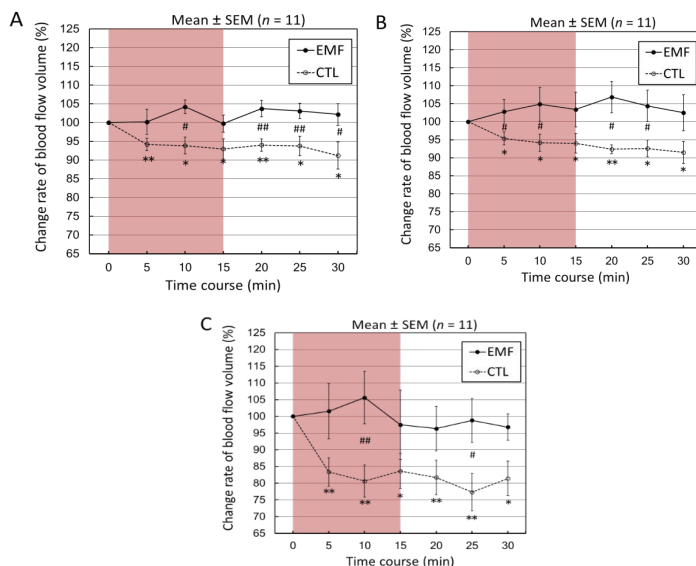 A
Mean ± SEM (n = 11)
Change rate of blood flow volume (%)
125
120
115
110
105
100
95
90
85
80
75
70
65
EMF
CTL
# ## ## #
** * * ** * *
0 5 10 15 20 25 30
Time course (min)
B
Mean ± SEM (n = 11)
Change rate of blood flow volume (%)
125
120
115
110
105
100
95
90
85
80
75
70
65
EMF
CTL
# # # #
* * * ** * *
0 5 10 15 20 25 30
Time course (min)
C
Mean ± SEM (n = 11)
Change rate of blood flow volume (%)
125
120
115
110
105
100
95
90
85
80
75
70
65
EMF
CTL
## #
** ** * ** ** *
0 5 10 15 20 25 30
Time course (min)